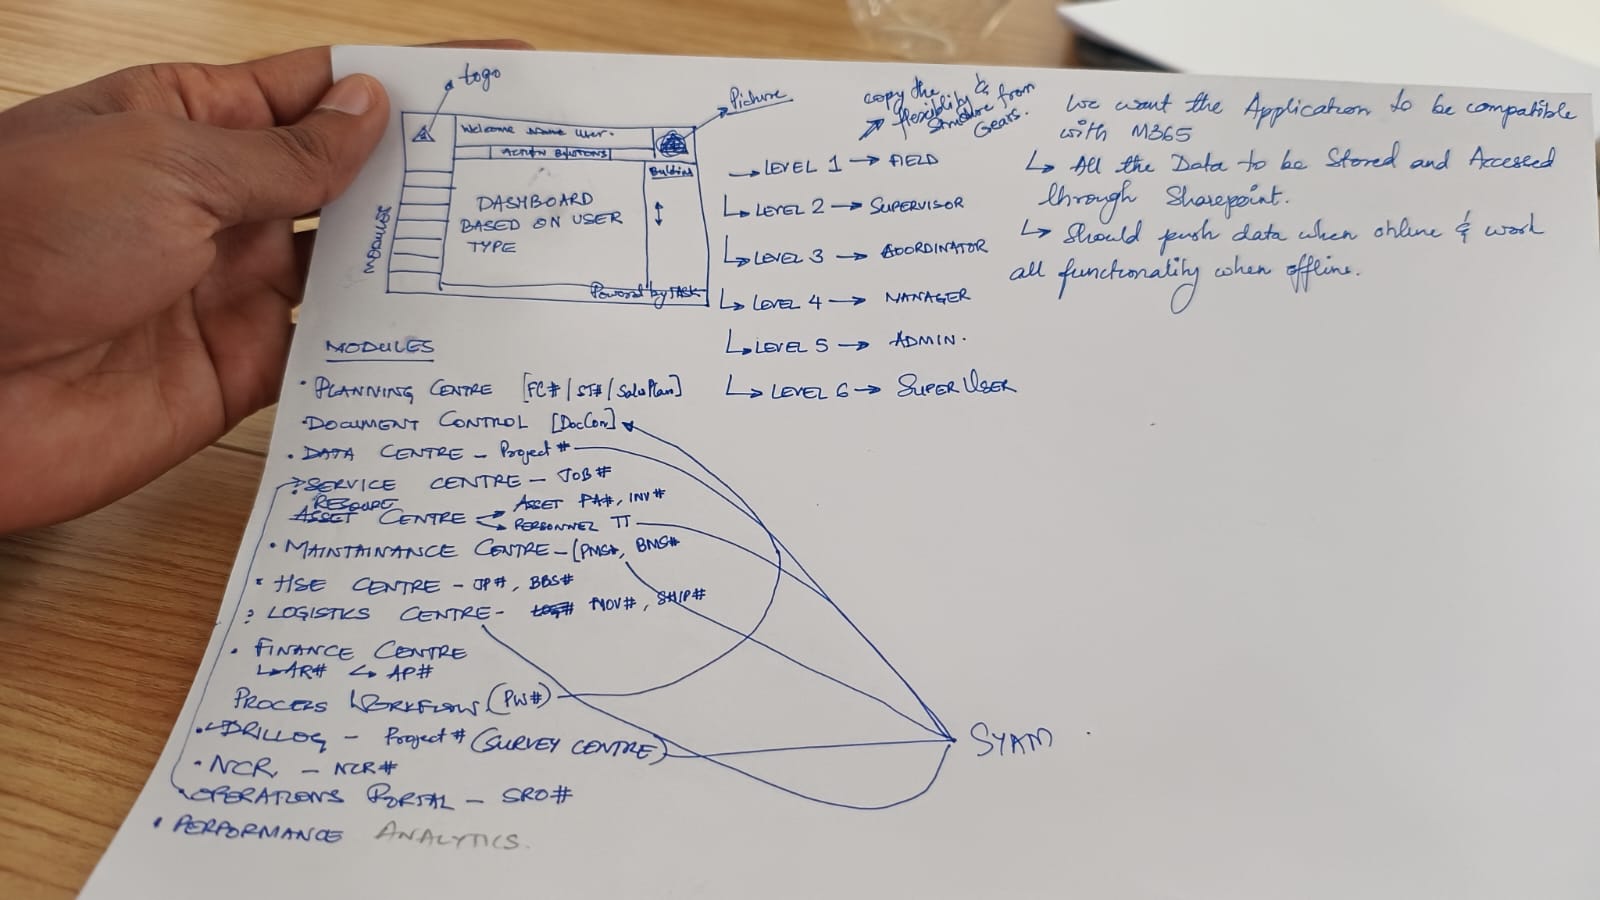 logo
Welcome Name User.
Picture
ACTION BUTTONS
DASHBOARD
BASED ON USER
TYPE
MODULSE
Powered by TASK
copy the
flexibility &
structure from
Gears.
LEVEL 1 → FIELD
LEVEL 2 → SUPERVISOR
LEVEL 3 → COORDINATOR
LEVEL 4 → MANAGER
LEVEL 5 → ADMIN.
LEVEL 6 → SUPER USER
We want the Application to be compatible
with M365
↳ All the Data to be Stored and Accessed
through Sharepoint.
↳ Should push data when online & work
all functionality when offline.
MODULES
• PLANNING CENTRE [FC# / ST# / Sales Plan]
• DOCUMENT CONTROL [DocCon]
• DATA CENTRE – Project #
• SERVICE CENTRE – JOB#
ASSET CENTRE → ASSET PA#, INV#
→ PERSONNEL TT
• MAINTAINANCE CENTRE – (PMS#, BMS#
• HSE CENTRE – JP#, BBS#
: LOGISTICS CENTRE – MOV#, SHIP#
• FINANCE CENTRE
↳ AR# ↳ AP#
PROCESS WORKFLOWS (PW#)
• DRILLOG – Project # (SURVEY CENTRE)
• NCR – NCR#
• OPERATIONS PORTAL – SRO#
• PERFORMANCE ANALYTICS.
SYAM